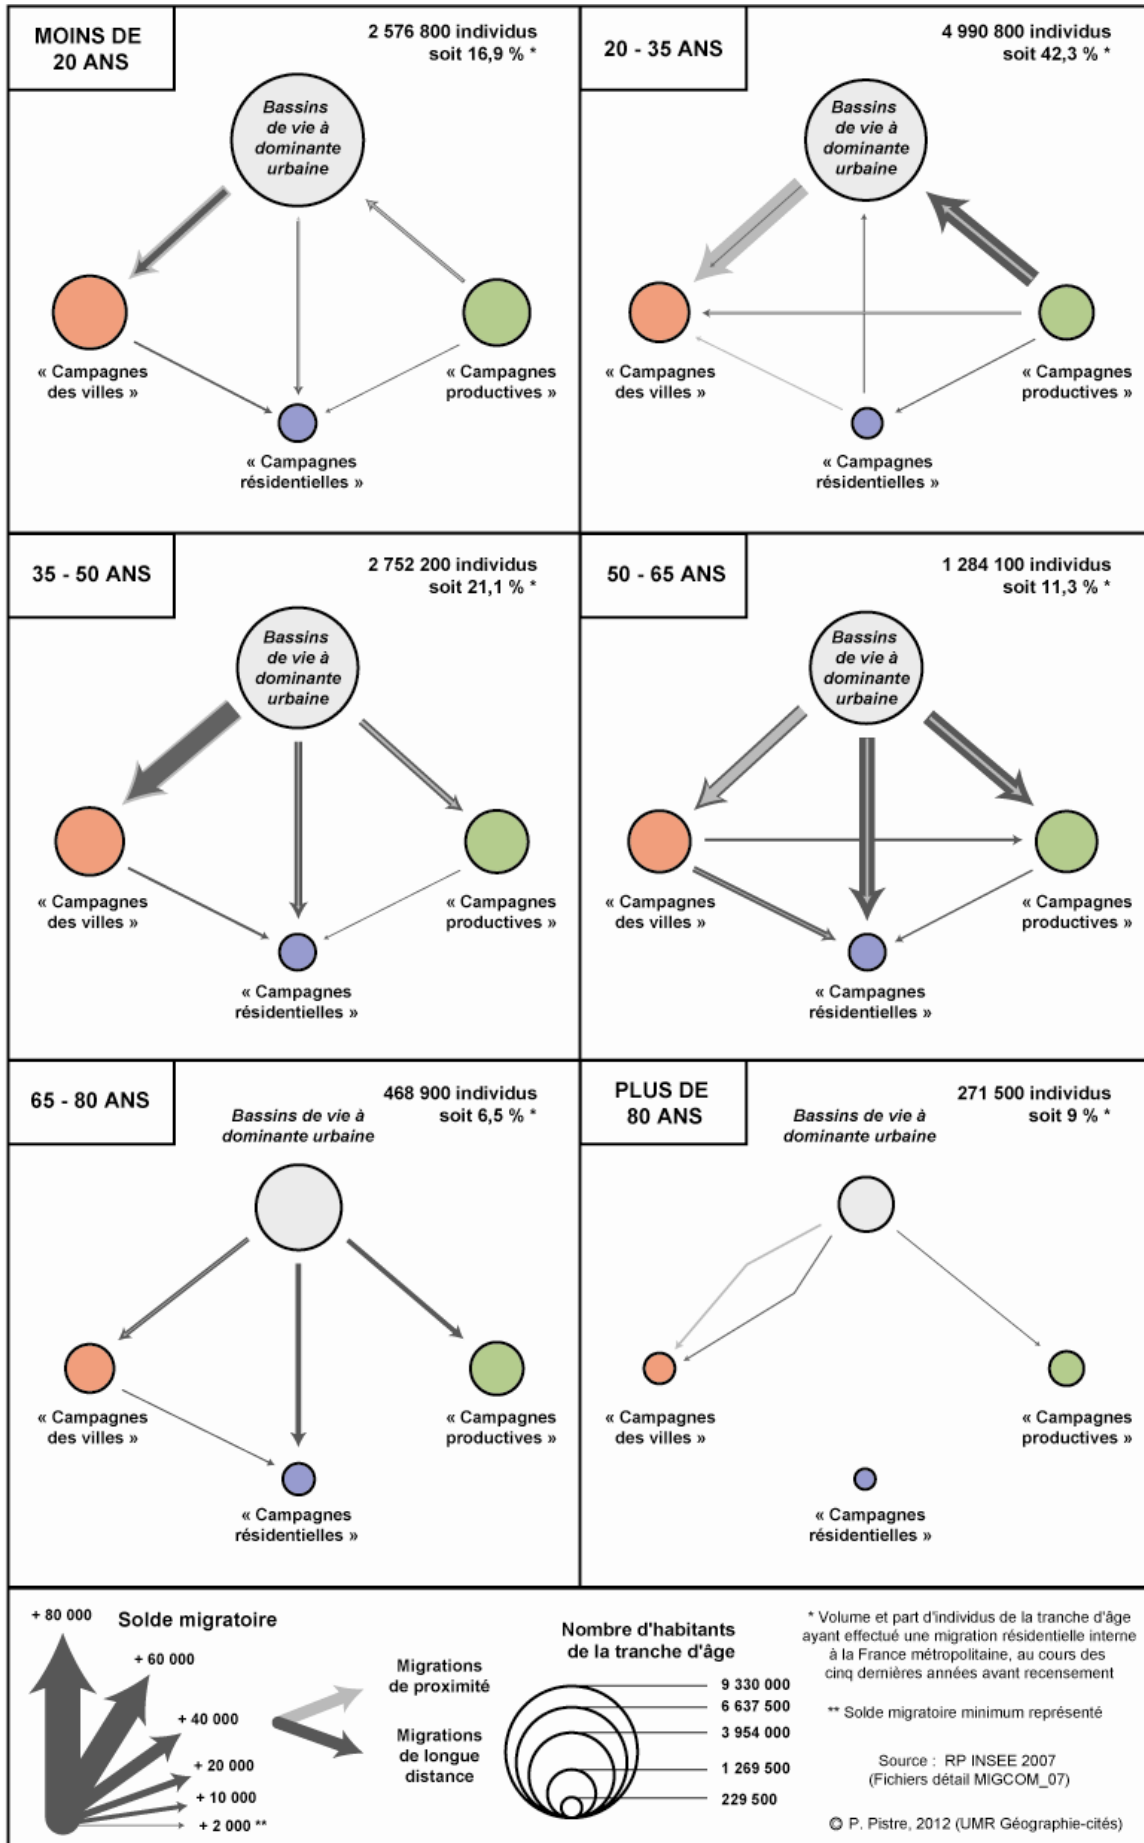 MOINS DE
20 ANS
2 576 800 individus
soit 16,9 % *
Bassins
de vie à
dominante
urbaine
« Campagnes
des villes »
« Campagnes
productives »
« Campagnes
résidentielles »
20 - 35 ANS
4 990 800 individus
soit 42,3 % *
Bassins
de vie à
dominante
urbaine
« Campagnes
des villes »
« Campagnes
productives »
« Campagnes
résidentielles »
35 - 50 ANS
2 752 200 individus
soit 21,1 % *
Bassins
de vie à
dominante
urbaine
« Campagnes
des villes »
« Campagnes
productives »
« Campagnes
résidentielles »
50 - 65 ANS
1 284 100 individus
soit 11,3 % *
Bassins
de vie à
dominante
urbaine
« Campagnes
des villes »
« Campagnes
productives »
« Campagnes
résidentielles »
65 - 80 ANS
468 900 individus
soit 6,5 % *
Bassins de vie à
dominante urbaine
« Campagnes
des villes »
« Campagnes
productives »
« Campagnes
résidentielles »
PLUS DE
80 ANS
271 500 individus
soit 9 % *
Bassins de vie à
dominante urbaine
« Campagnes
des villes »
« Campagnes
productives »
« Campagnes
résidentielles »
Solde migratoire
+ 80 000
+ 60 000
+ 40 000
+ 20 000
+ 10 000
+ 2 000 **
Migrations
de proximité
Migrations
de longue
distance
Nombre d'habitants
de la tranche d'âge
9 330 000
6 637 500
3 954 000
1 269 500
229 500
* Volume et part d'individus de la tranche d'âge
ayant effectué une migration résidentielle interne
à la France métropolitaine, au cours des
cinq dernières années avant recensement
** Solde migratoire minimum représenté
Source : RP INSEE 2007
(Fichiers détail MIGCOM_07)
© P. Pistre, 2012 (UMR Géographie-cités)